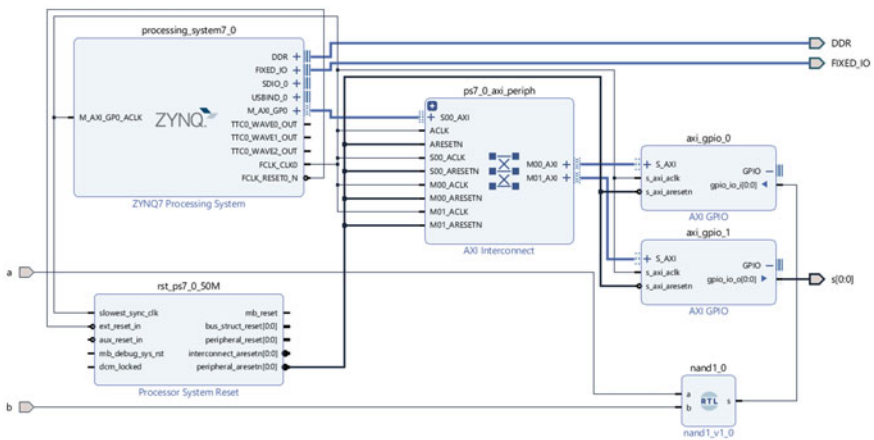 processing_system7_0
DDR
FIXED_IO
SDIO_0
USBIND_0
M_AXI_GP0
M_AXI_GP0_ACLK
ZYNQ
TTC0_WAVE0_OUT
TTC0_WAVE1_OUT
TTC0_WAVE2_OUT
FCLK_CLK0
FCLK_RESET0_N
ZYNQ7 Processing System
DDR
FIXED_IO
ps7_0_axi_periph
S00_AXI
ACLK
ARESETN
S00_ACLK
S00_ARESETN
M00_ACLK
M00_ARESETN
M01_ACLK
M01_ARESETN
M00_AXI
M01_AXI
AXI Interconnect
axi_gpio_0
S_AXI
s_axi_aclk
s_axi_aresetn
GPIO
gpio_io_i[0:0]
AXI GPIO
axi_gpio_1
S_AXI
s_axi_aclk
s_axi_aresetn
GPIO
gpio_io_o[0:0]
AXI GPIO
s[0:0]
a
rst_ps7_0_50M
slowest_sync_clk
ext_reset_in
aux_reset_in
mb_debug_sys_rst
dcm_locked
mb_reset
bus_struct_reset[0:0]
peripheral_reset[0:0]
interconnect_aresetn[0:0]
peripheral_aresetn[0:0]
Processor System Reset
b
nand1_0
a
b
RTL
s
nand1_v1_0